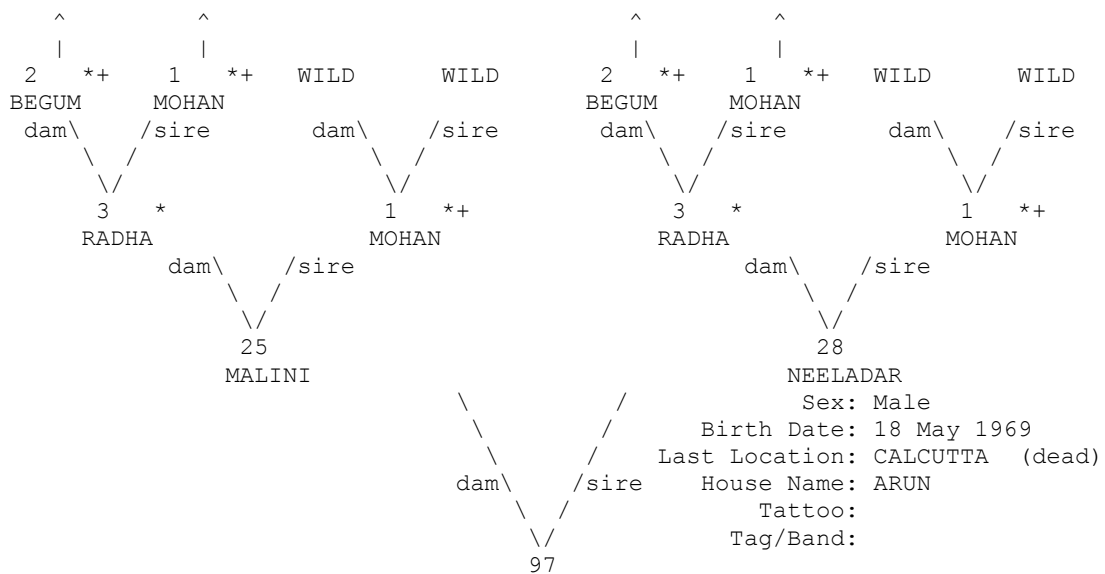 ^ ^ ^ ^
| | | |
2 *+ 1 *+ WILD WILD 2 *+ 1 *+ WILD WILD
BEGUM MOHAN BEGUM MOHAN
dam\ /sire dam\ /sire dam\ /sire dam\ /sire
\ / \ / \ / \ /
\/ \/ \/ \/
3 * 1 *+ 3 * 1 *+
RADHA MOHAN RADHA MOHAN
dam\ /sire dam\ /sire
\ / \ /
\/ \/
25 28
MALINI NEELADAR
\ / Sex: Male
\ / Birth Date: 18 May 1969
\ / Last Location: CALCUTTA (dead)
dam\ /sire House Name: ARUN
\ / Tattoo:
\/ Tag/Band:
97